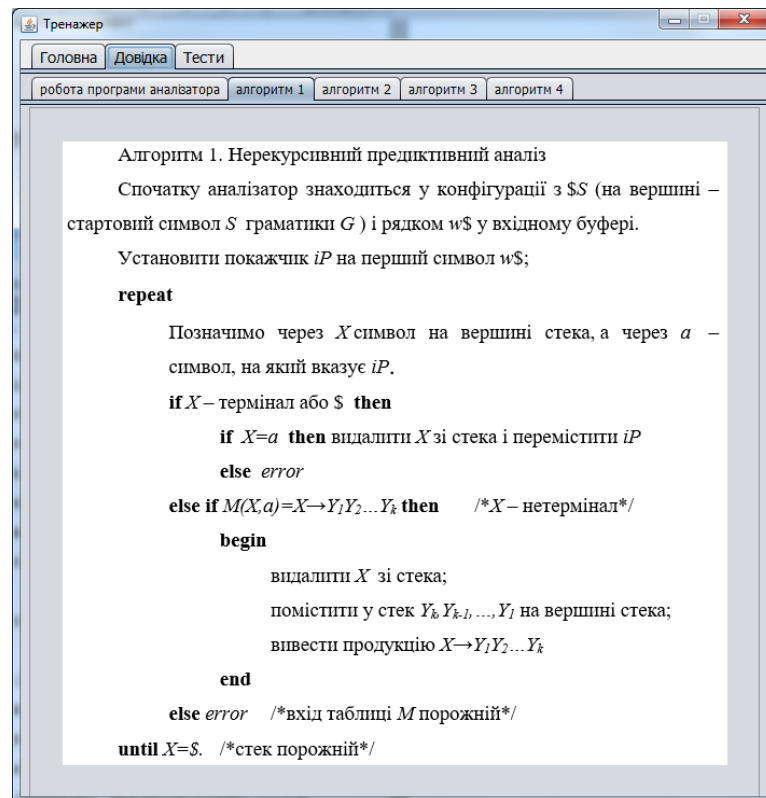 Тренажер
Головна Довідка Тести
робота програми аналізатора алгоритм 1 алгоритм 2 алгоритм 3 алгоритм 4
Алгоритм 1. Нерекурсивний предиктивний аналіз
Спочатку аналізатор знаходиться у конфігурації з $S (на вершині –
стартовий символ S граматики G ) і рядком w$ у вхідному буфері.
Установити покажчик iP на перший символ w$;
repeat
Позначимо через X символ на вершині стека, а через a –
символ, на який вказує iP.
if X – термінал або $ then
if X=a then видалити X зі стека і перемістити iP
else error
else if M(X,a)=X→Y1Y2…Yk then /*X – нетермінал*/
begin
видалити X зі стека;
помістити у стек Yk, Yk-1, …, Y1 на вершині стека;
вивести продукцію X→Y1Y2…Yk
end
else error /*вхід таблиці M порожній*/
until X=$. /*стек порожній*/